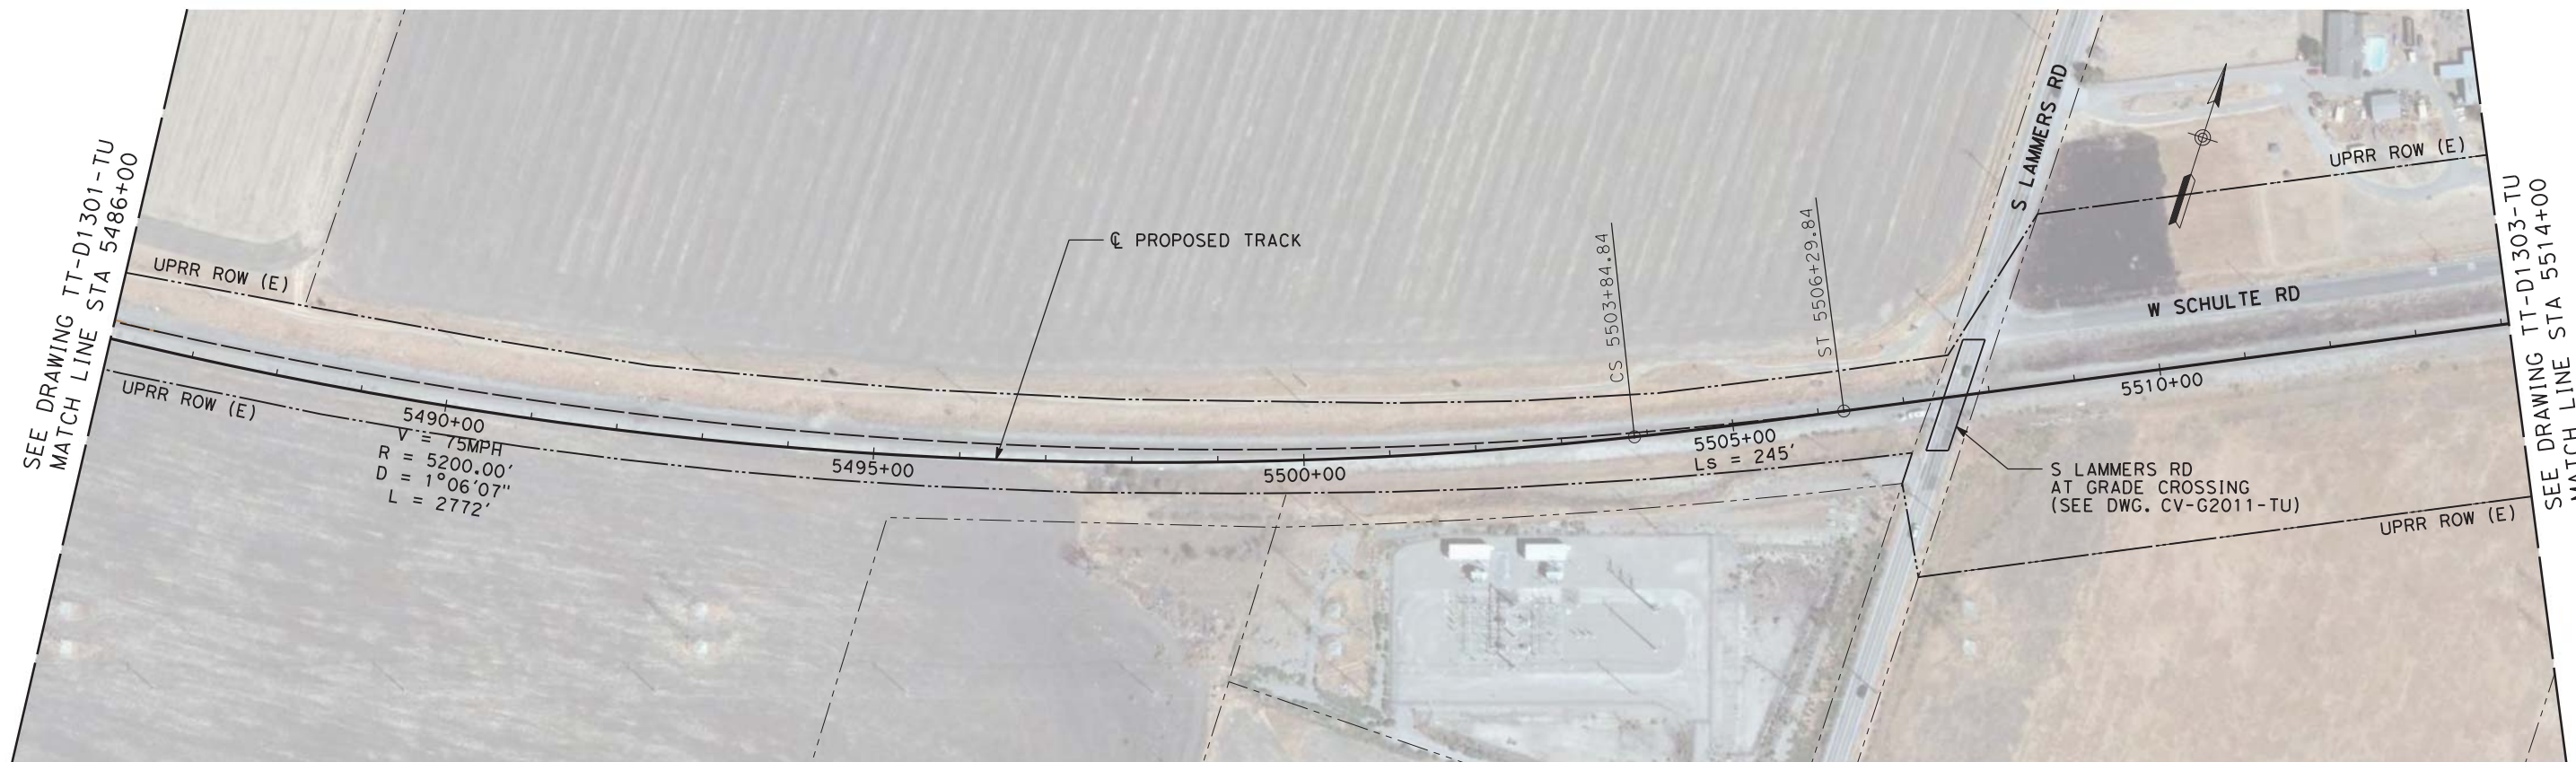 SEE DRAWING TT-D1301-TU
MATCH LINE STA 5486+00
UPRR ROW (E)
UPRR ROW (E)
5490+00
V = 75MPH
R = 5200.00'
D = 1°06'07"
L = 2772'
℄ PROPOSED TRACK
5495+00
5500+00
CS 5503+84.84
5505+00
Ls = 245'
ST 5506+29.84
S LAMMERS RD
UPRR ROW (E)
W SCHULTE RD
5510+00
S LAMMERS RD
AT GRADE CROSSING
(SEE DWG. CV-G2011-TU)
UPRR ROW (E)
SEE DRAWING TT-D1303-TU
MATCH LINE STA 5514+00